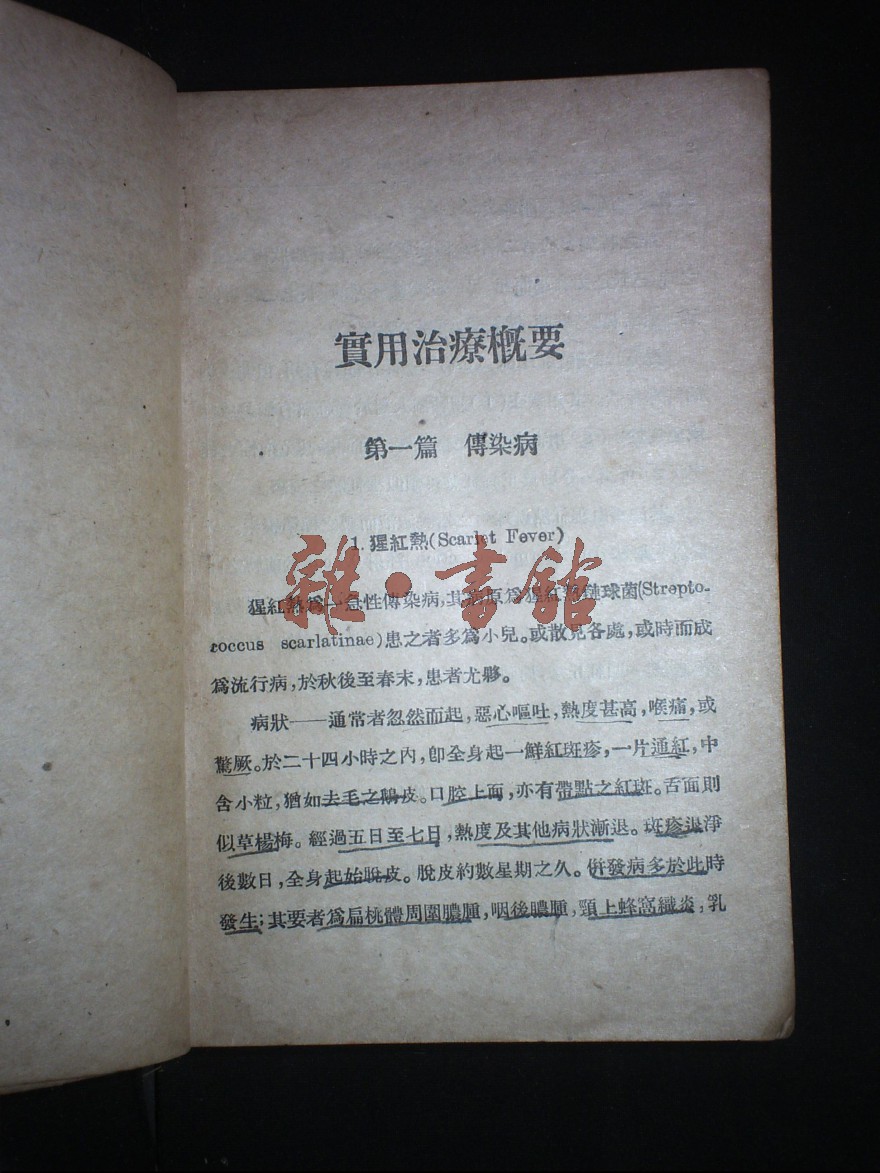 實用治療概要
第一篇 傳染病
1. 猩紅熱(Scarlet Fever)
雜·書館
猩紅熱爲一急性傳染病,其病原爲猩紅熱鏈球菌(Strepto-
coccus scarlatinae)患之者多爲小兒。或散見各處,或時而成
爲流行病,於秋後至春末,患者尤夥。
病狀——通常者忽然而起,惡心嘔吐,熱度甚高,喉痛,或
驚厥。於二十四小時之內,卽全身起一鮮紅斑疹,一片通紅,中
含小粒,猶如去毛之鵝皮。口腔上面,亦有帶點之紅斑。舌面則
似草楊梅。經過五日至七日,熱度及其他病狀漸退。斑疹退淨
後數日,全身起始脫皮。脫皮約數星期之久。併發病多於此時
發生;其要者爲扁桃體周圍膿腫,咽後膿腫,頸上蜂窩織炎,乳